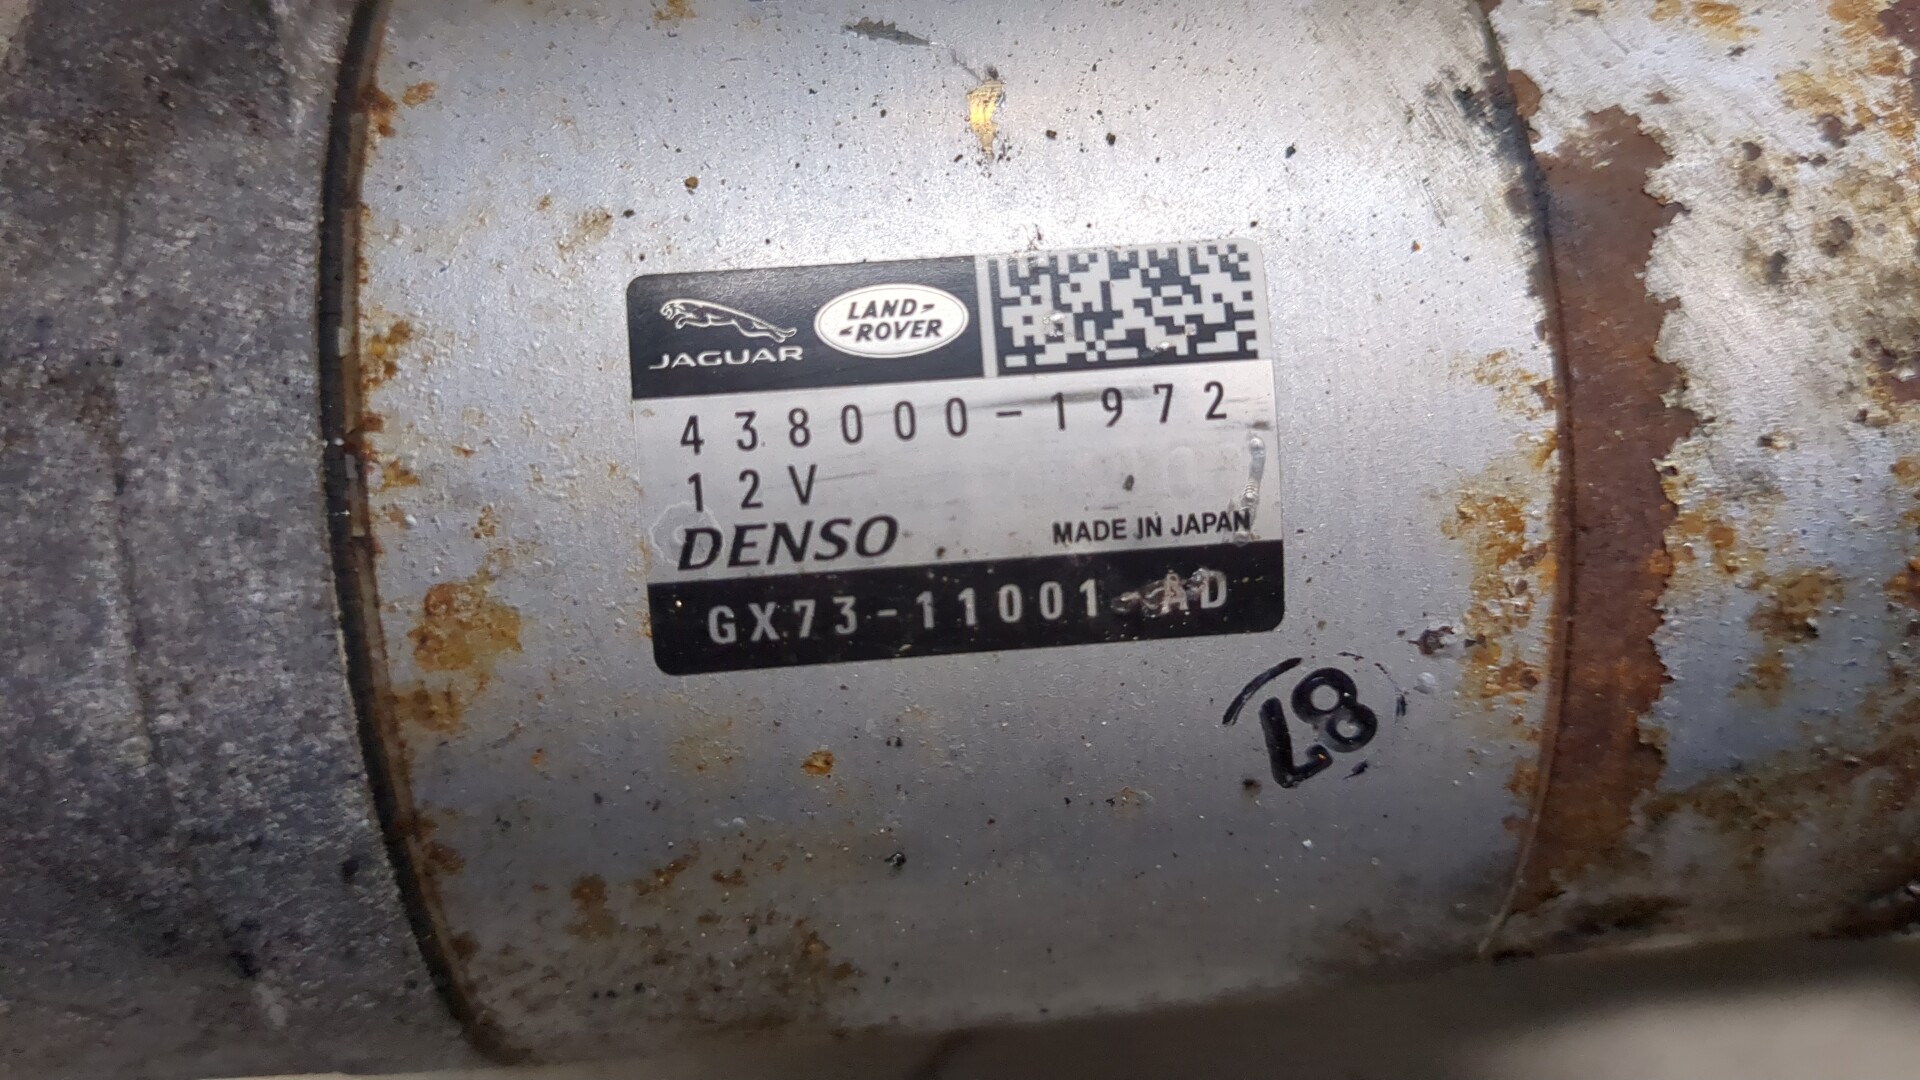 JAGUAR
LAND-
-ROVER
438000-1972
12V
DENSO
MADE IN JAPAN
GX73-11001-AD
87